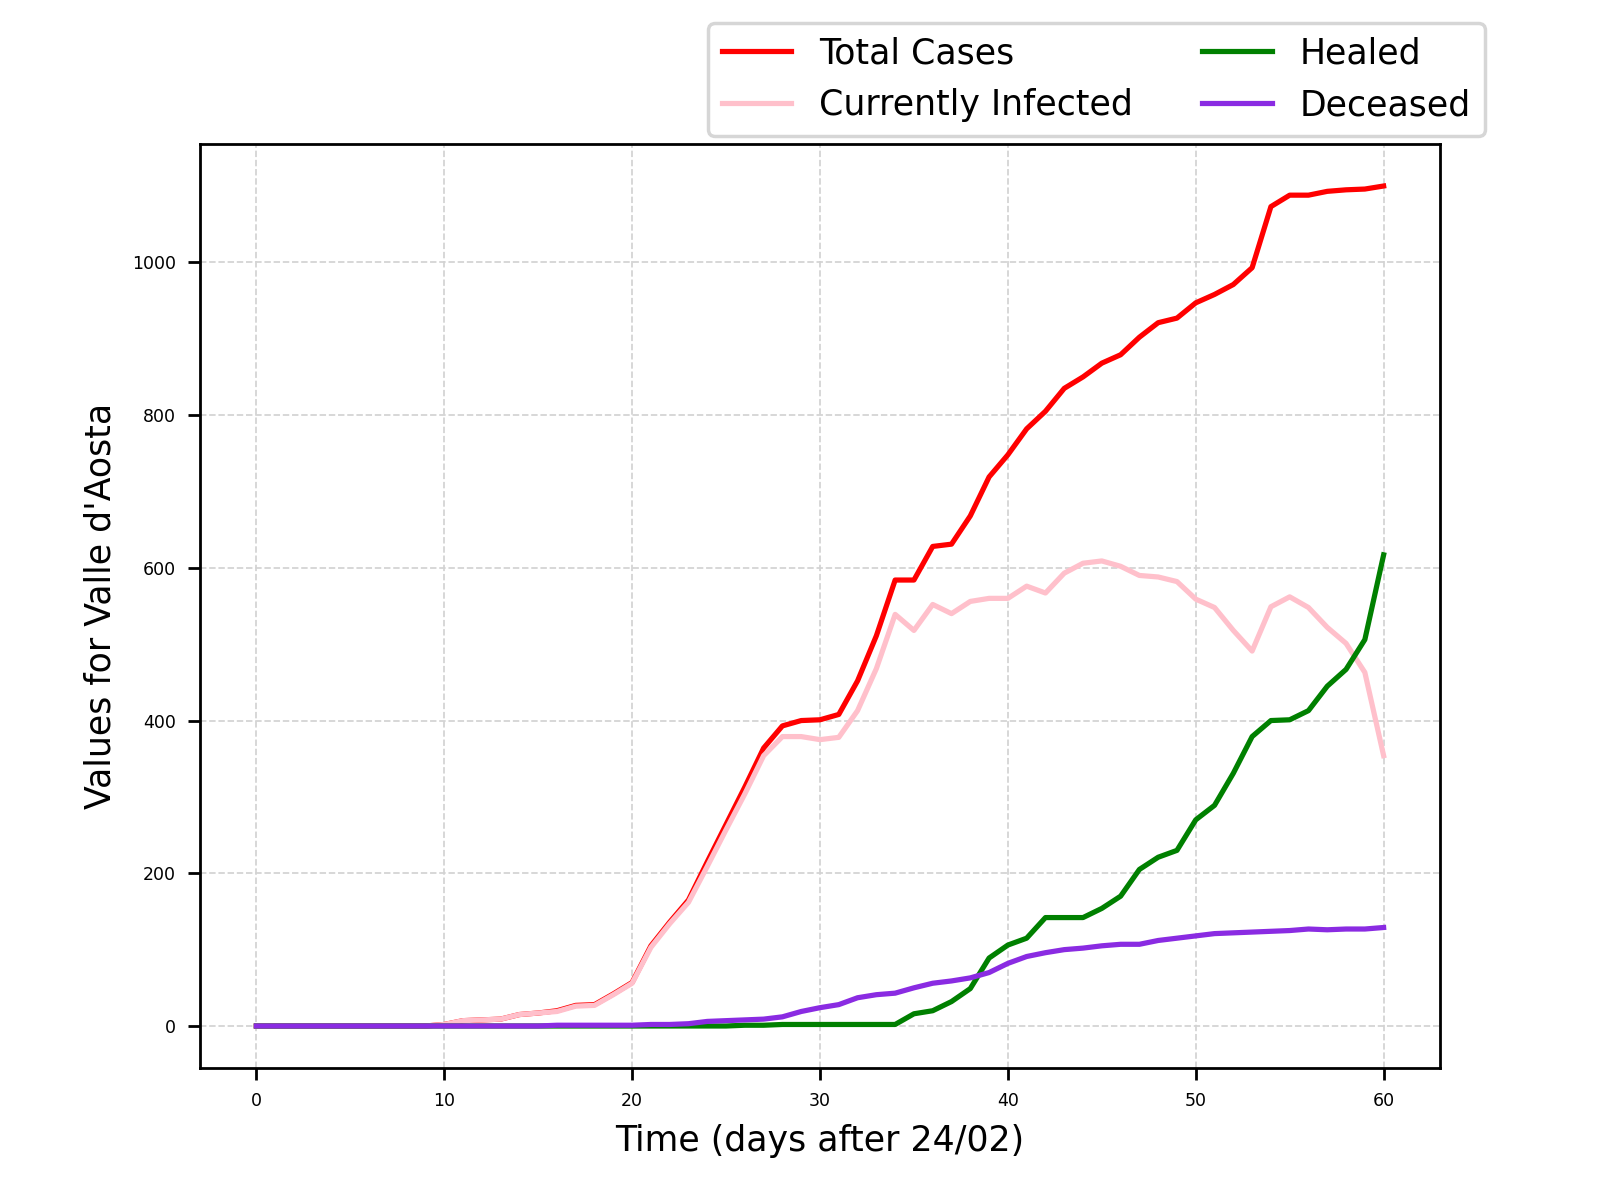 Total Cases
Currently Infected
Healed
Deceased
Values for Valle d'Aosta
1000
800
600
400
200
0
0 10 20 30 40 50 60
Time (days after 24/02)